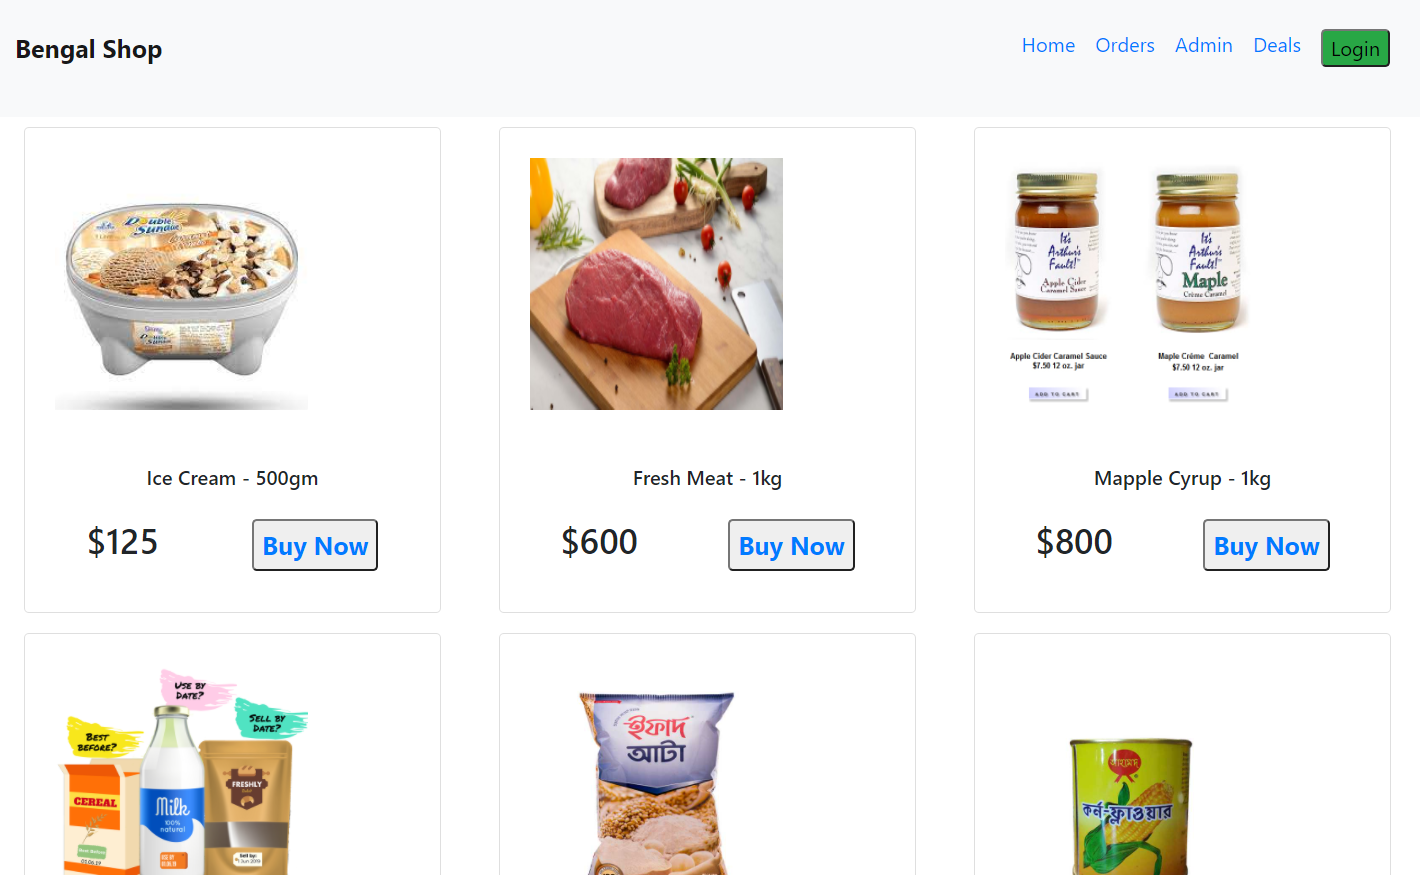 Bengal Shop
Home Orders Admin Deals Login
Double
Sundae
It's
Arthur's
Fault!
Apple Cider
Caramel Sauce
It's
Arthur's
Fault!
Maple
Crème Caramel
Apple Cider Caramel Sauce
$7.50 12 oz. jar
Maple Crème Caramel
$7.50 12 oz. jar
ADD TO CART
ADD TO CART
Ice Cream - 500gm
Fresh Meat - 1kg
Mapple Cyrup - 1kg
$125
Buy Now
$600
Buy Now
$800
Buy Now
USE BY
DATE?
SELL BY
DATE?
BEST
BEFORE?
CEREAL
Milk
100%
natural
FRESHLY
Sell by:
ইফাদ
আটা
আহমেদ
কর্ন-ফ্লাওয়ার